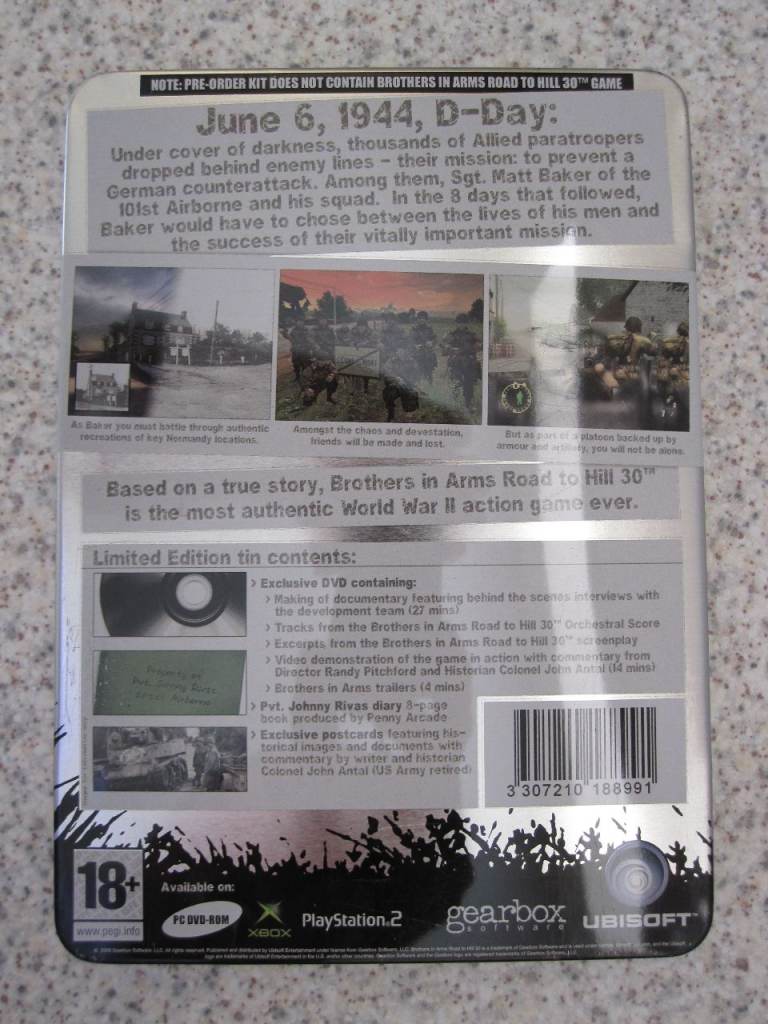 NOTE: PRE-ORDER KIT DOES NOT CONTAIN BROTHERS IN ARMS ROAD TO HILL 30™ GAME
June 6, 1944, D-Day:
Under cover of darkness, thousands of Allied paratroopers
dropped behind enemy lines - their mission: to prevent a
German counterattack. Among them, Sgt. Matt Baker of the
101st Airborne and his squad. In the 8 days that followed,
Baker would have to chose between the lives of his men and
the success of their vitally important mission.
As Baker you must battle through authentic
recreations of key Normandy locations.
Amongst the chaos and devestation,
friends will be made and lost.
But as part of a platoon backed up by
armour and artillery, you will not be alone.
Based on a true story, Brothers in Arms Road to Hill 30™
is the most authentic World War II action game ever.
Limited Edition tin contents:
> Exclusive DVD containing:
> Making of documentary featuring behind the scenes interviews with
the development team (27 mins)
> Tracks from the Brothers in Arms Road to Hill 30™ Orchestral Score
> Excerpts from the Brothers in Arms Road to Hill 30™ screenplay
> Video demonstration of the game in action with commentary from
Director Randy Pitchford and Historian Colonel John Antal (14 mins)
> Brothers in Arms trailers (4 mins)
Property of
> Pvt. Johnny Rivas diary 8-page
book produced by Penny Arcade
> Exclusive postcards featuring his-
torical images and documents with
commentary by writer and historian
Colonel John Antal (US Army retired)
3 307210 188991
18+
www.pegi.info
Available on:
PC DVD-ROM
XBOX
PlayStation.2
gearbox
software
UBISOFT™